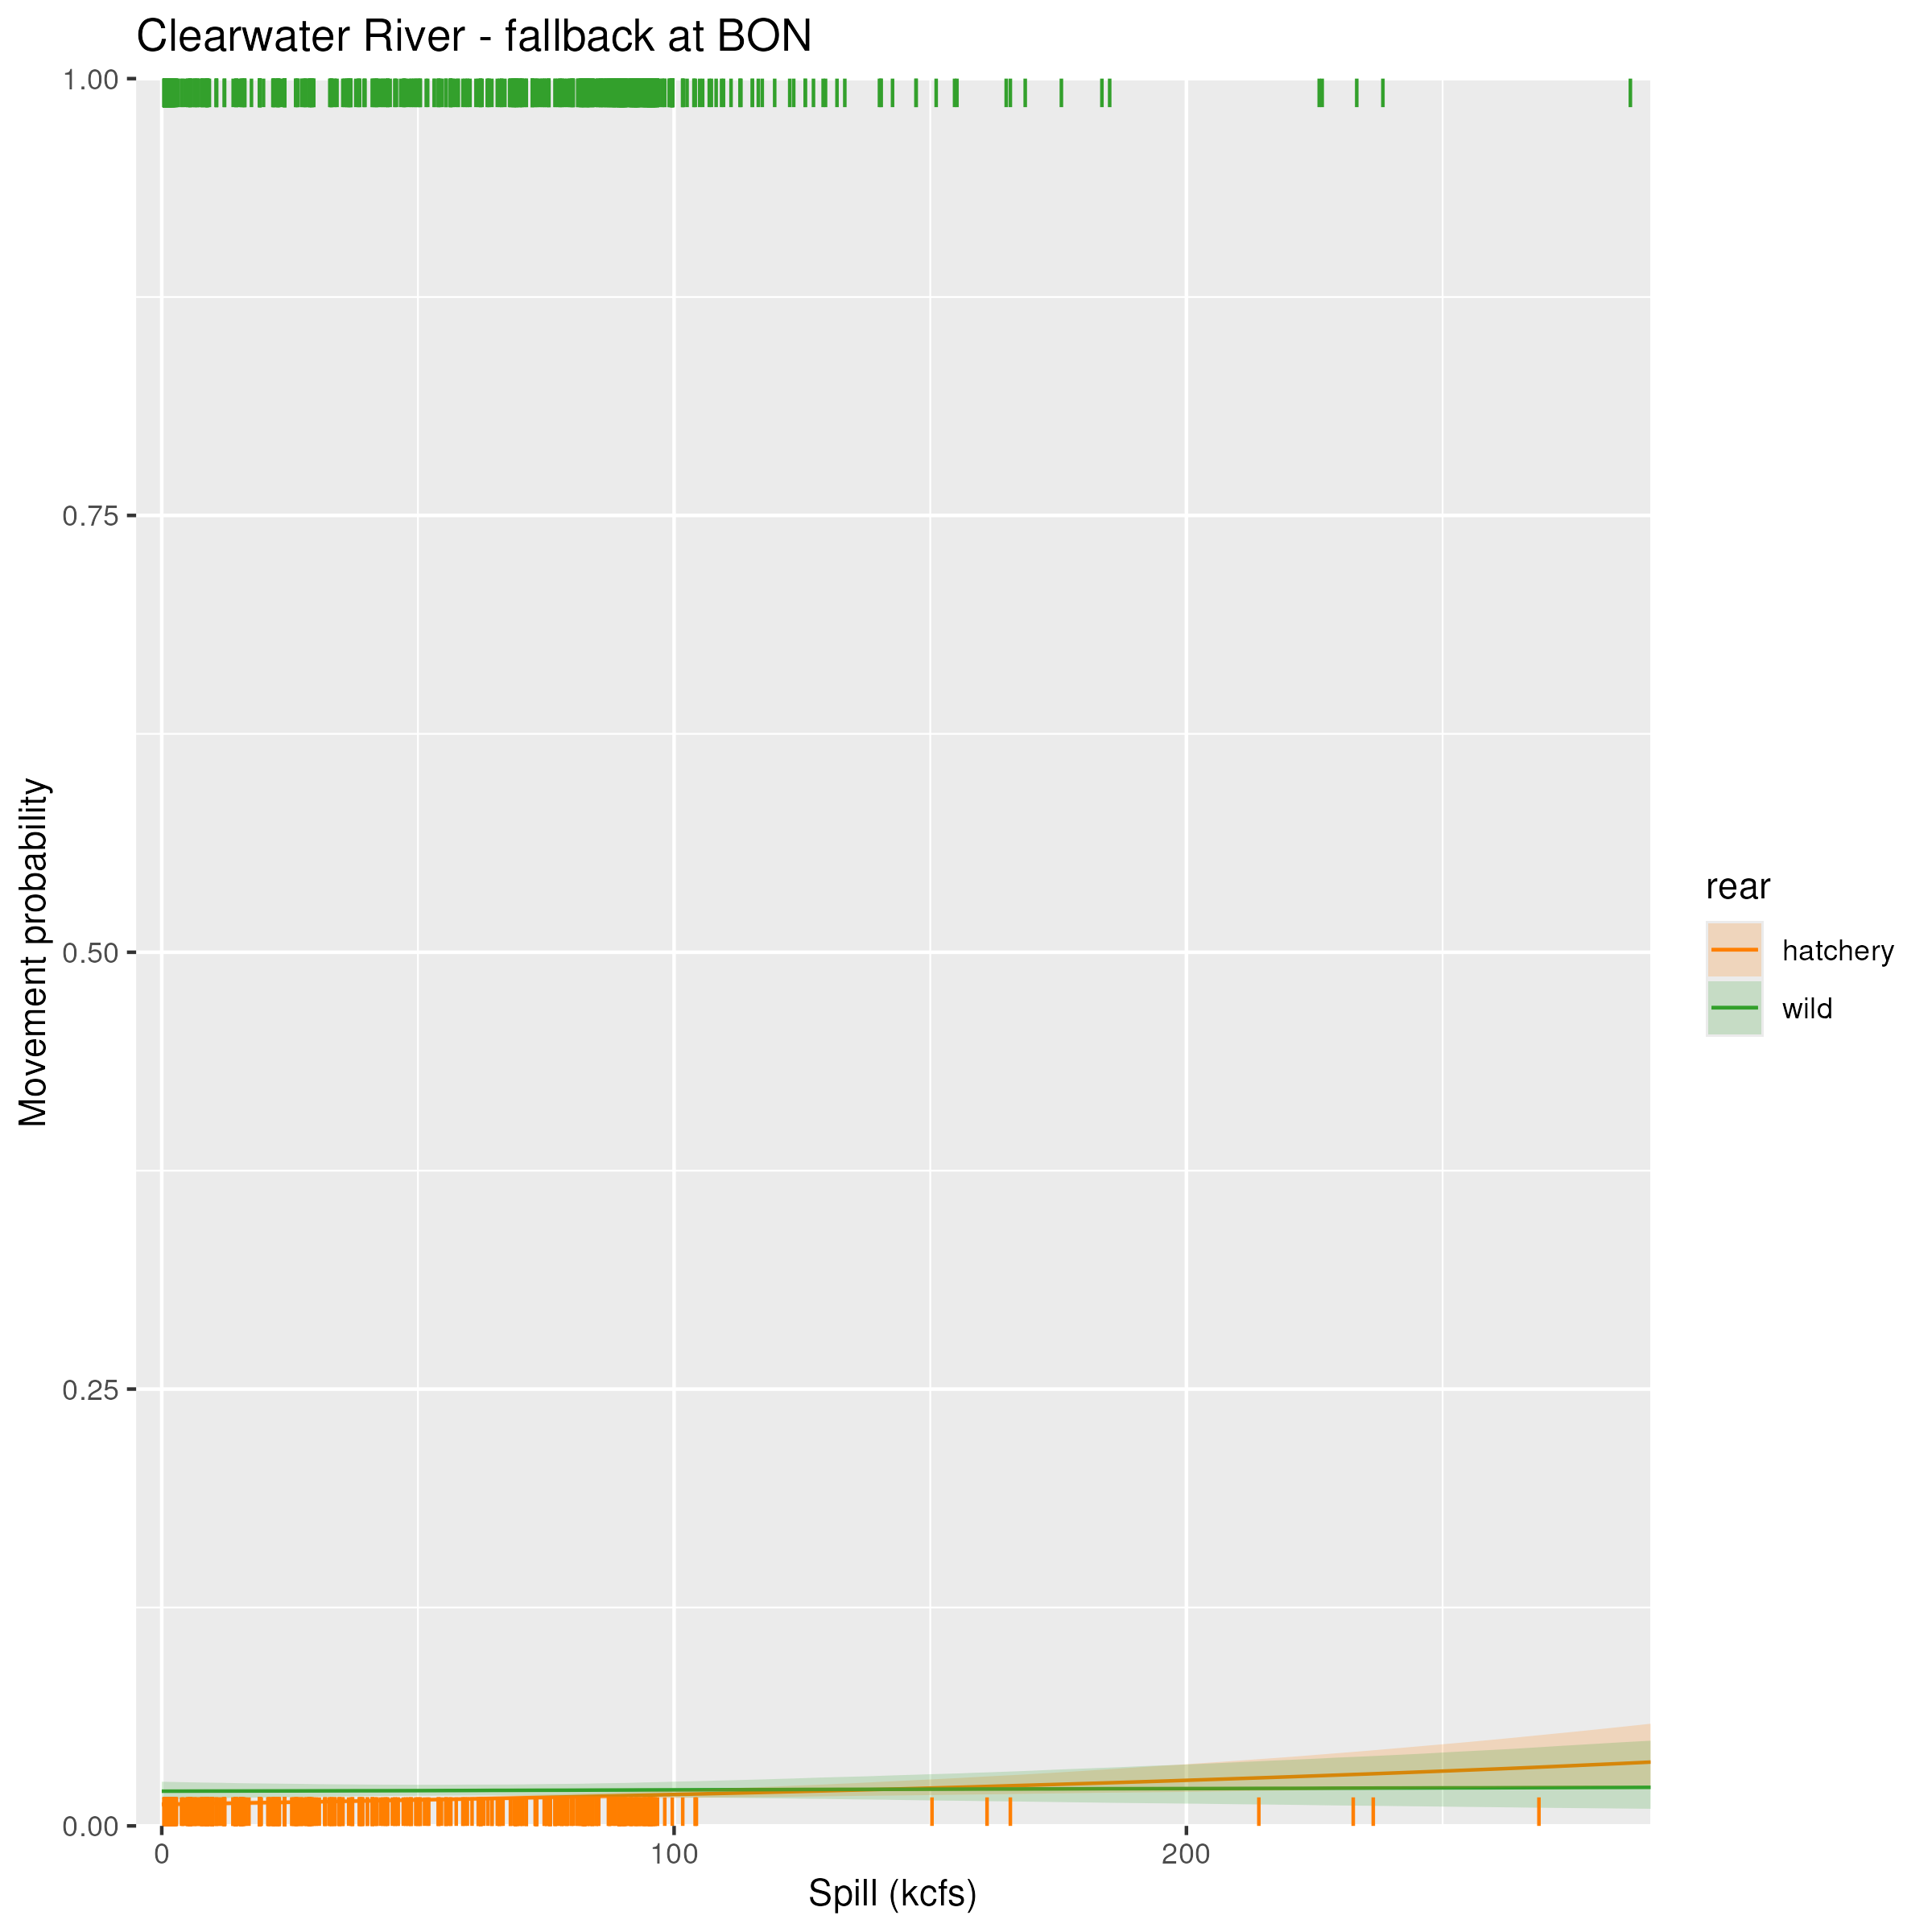 Clearwater River - fallback at BON
1.00
0.75
0.50
0.25
0.00
Movement probability
0
100
200
Spill (kcfs)
rear
hatchery
wild